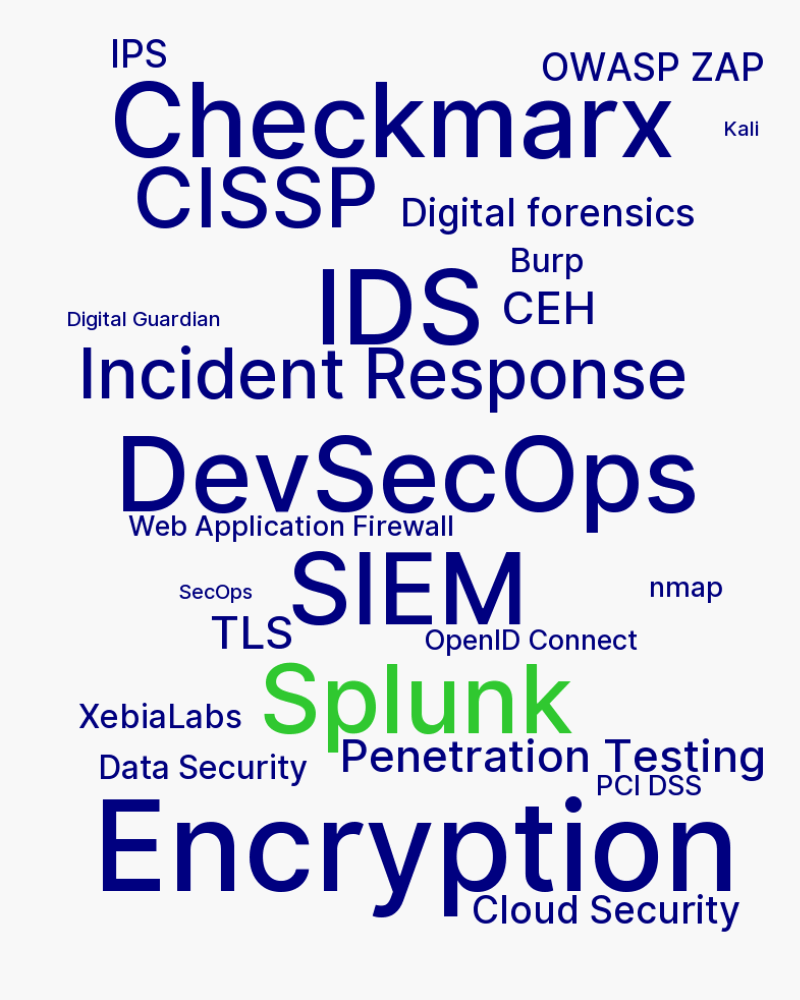 IPS
OWASP ZAP
Checkmarx
Kali
CISSP
Digital forensics
Burp
IDS
CEH
Digital Guardian
Incident Response
DevSecOps
Web Application Firewall
SIEM
nmap
SecOps
TLS
OpenID Connect
Splunk
XebiaLabs
Penetration Testing
Data Security
PCI DSS
Encryption
Cloud Security